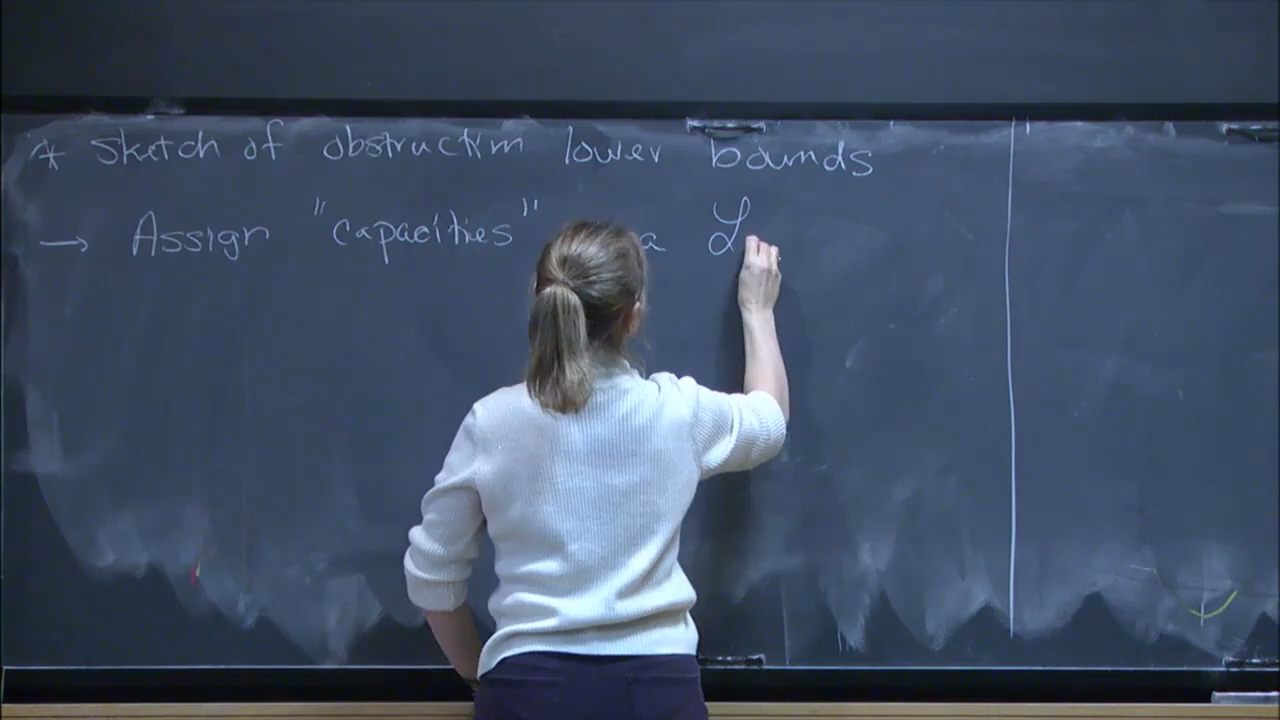 * Sketch of obstruction lower bounds
→ Assign "capacities" a ℒ